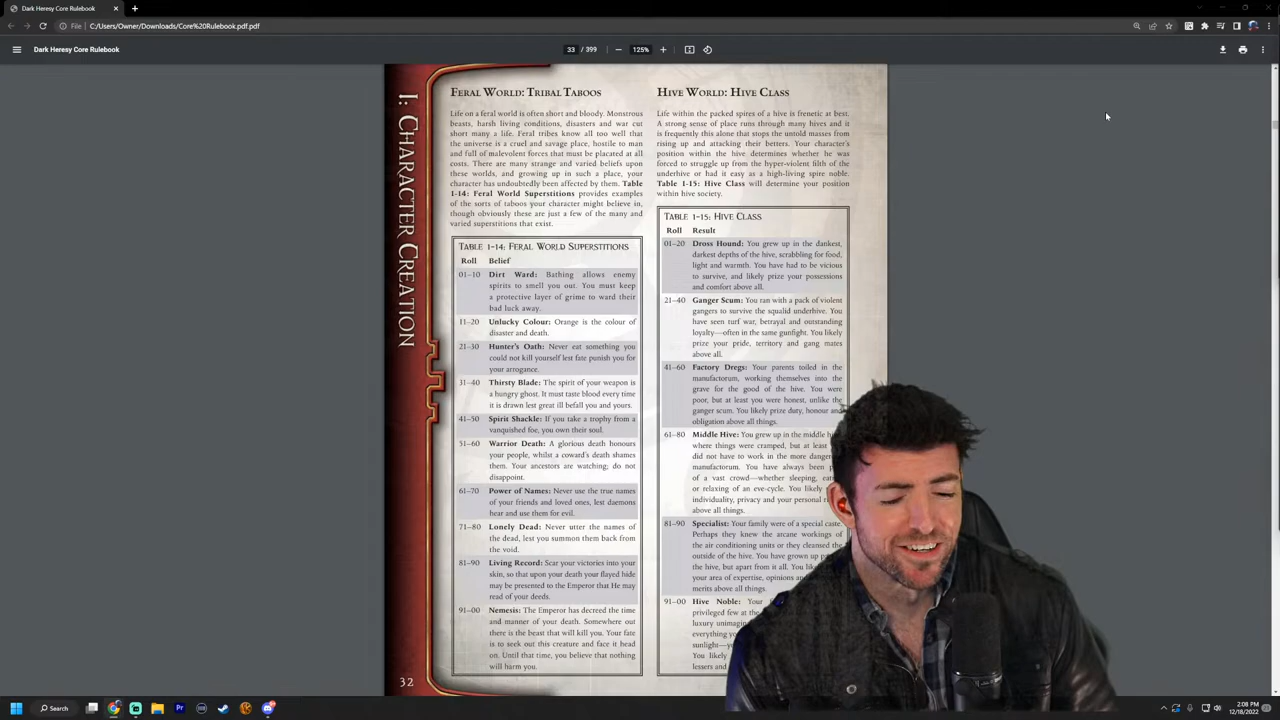 Dark Heresy Core Rulebook
File
C:/Users/Owner/Downloads/Core%20Rulebook.pdf.pdf
Dark Heresy Core Rulebook
33 / 399
125%
I: Character Creation
Feral World: Tribal Taboos
Life on a feral world is often short and bloody. Monstrous
beasts, harsh living conditions, disasters and war cut
short many a life. Feral tribes know all too well that
the universe is a cruel and savage place, hostile to man
and full of malevolent forces that must be placated at all
costs. There are many strange and varied beliefs upon
these worlds, and growing up in such a place, your
character has undoubtedly been affected by them. Table
1-14: Feral World Superstitions provides examples
of the sorts of taboos your character might believe in,
though obviously these are just a few of the many and
varied superstitions that exist.
Table 1-14: Feral World Superstitions
Roll Belief
01–10 Dirt Ward: Bathing allows enemy
spirits to smell you out. You must keep
a protective layer of grime to ward their
bad luck away.
11–20 Unlucky Colour: Orange is the colour of
disaster and death.
21–30 Hunter's Oath: Never eat something you
could not kill yourself lest fate punish you for
your arrogance.
31–40 Thirsty Blade: The spirit of your weapon is
a hungry ghost. It must taste blood every time
it is drawn lest great ill befall you and yours.
41–50 Spirit Shackle: If you take a trophy from a
vanquished foe, you own their soul.
51–60 Warrior Death: A glorious death honours
your people, whilst a coward's death shames
them. Your ancestors are watching; do not
disappoint.
61–70 Power of Names: Never use the true names
of your friends and loved ones, lest daemons
hear and use them for evil.
71–80 Lonely Dead: Never utter the names of
the dead, lest you summon them back from
the void.
81–90 Living Record: Scar your victories into your
skin, so that upon your death your flayed hide
may be presented to the Emperor that He may
read of your deeds.
91–00 Nemesis: The Emperor has decreed the time
and manner of your death. Somewhere out
there is the beast that will kill you. Your fate
is to seek out this creature and face it head
on. Until that time, you believe that nothing
will harm you.
32
Hive World: Hive Class
Life within the packed spires of a hive is frenetic at best.
A strong sense of place runs through many hives and it
is frequently this alone that stops the untold masses from
rising up and attacking their betters. Your character's
position within the hive determines whether he was
forced to struggle up from the hyper-violent filth of the
underhive or had it easy as a high-living spire noble.
Table 1-15: Hive Class will determine your position
within hive society.
Table 1-15: Hive Class
Roll Result
01–20 Dross Hound: You grew up in the dankest,
darkest depths of the hive, scrabbling for food,
light and warmth. You have had to be vicious
to survive, and likely prize your possessions
and comfort above all.
21–40 Ganger Scum: You ran with a pack of violent
gangers to survive the squalid underhive. You
have seen turf war, betrayal and outstanding
loyalty—often in the same gunfight. You likely
prize your pride, territory and gang mates
above all.
41–60 Factory Dregs: Your parents toiled in the
manufactorum, working themselves into the
grave for the good of the hive. You were
poor, but at least you were honest, unlike the
ganger scum. You likely prize duty, honour and
obligation above all things.
61–80 Middle Hive: You grew up in the middle
where things were cramped, but at least
did not have to work in the more
manufactorum. You have always been
of a vast crowd—whether sleeping,
or relaxing of an eve-cycle. You likely
individuality, privacy and your personal
above all things.
81–90 Specialist: Your family were of a special caste.
Perhaps they knew the arcane workings of
the air conditioning units or they cleansed the
outside of the hive. You have grown up
the hive, but apart from it all. You
your area of expertise, opinions
merits above all things.
91–00 Hive Noble: Your
privileged few at the
luxury
everything
sunlight—
You likely
lessers and
Search
Pr
2:08 PM
12/18/2022